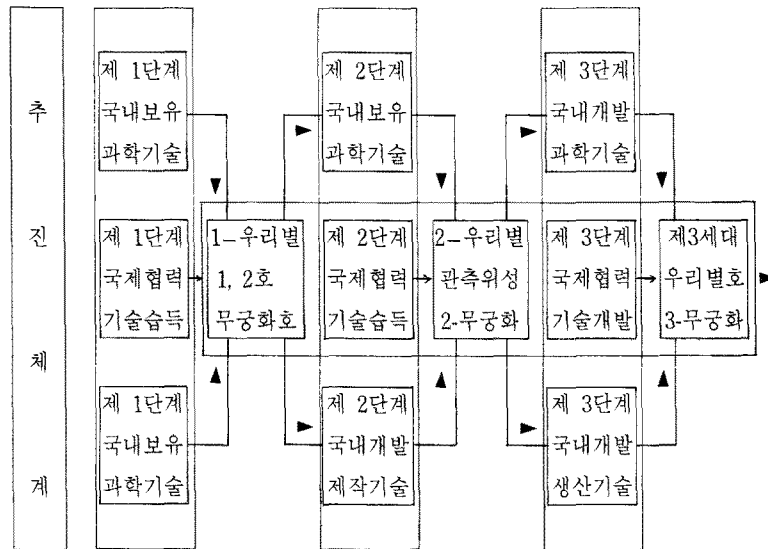 추
진
체
계
제 1단계
국내보유
과학기술
제 2단계
국내보유
과학기술
제 3단계
국내개발
과학기술
제 1단계
국제협력
기술습득
1-우리별
1, 2호
무궁화호
제 2단계
국제협력
기술습득
2-우리별
관측위성
2-무궁화
제 3단계
국제협력
기술개발
제3세대
우리별호
3-무궁화
제 1단계
국내보유
과학기술
제 2단계
국내개발
제작기술
제 3단계
국내개발
생산기술